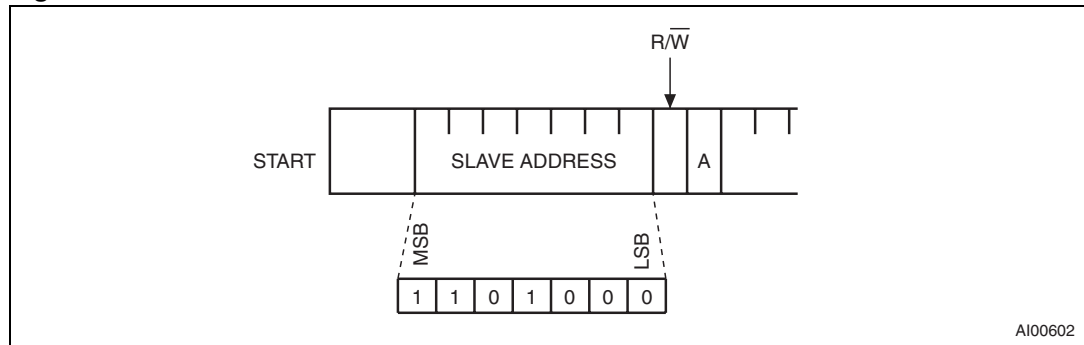 R/W̅
START
SLAVE ADDRESS
A
MSB
LSB
1 1 0 1 0 0 0
AI00602